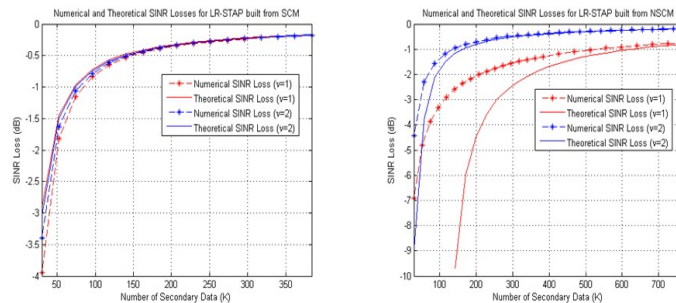 Numerical and Theoretical SINR Losses for LR-STAP built from SCM
0
-0.5
-1
-1.5
-2
-2.5
-3
-3.5
-4
SINR Loss (dB)
Numerical SINR Loss (v=1)
Theoretical SINR Loss (v=1)
Numerical SINR Loss (v=2)
Theoretical SINR Loss (v=2)
50 100 150 200 250 300 350
Number of Secondary Data (K)
Numerical and Theoretical SINR Losses for LR-STAP built from NSCM
0
-1
-2
-3
-4
-5
-6
-7
-8
-9
-10
SINR Loss (dB)
Numerical SINR Loss (v=1)
Theoretical SINR Loss (v=1)
Numerical SINR Loss (v=2)
Theoretical SINR Loss (v=2)
100 200 300 400 500 600 700
Number of Secondary Data (K)